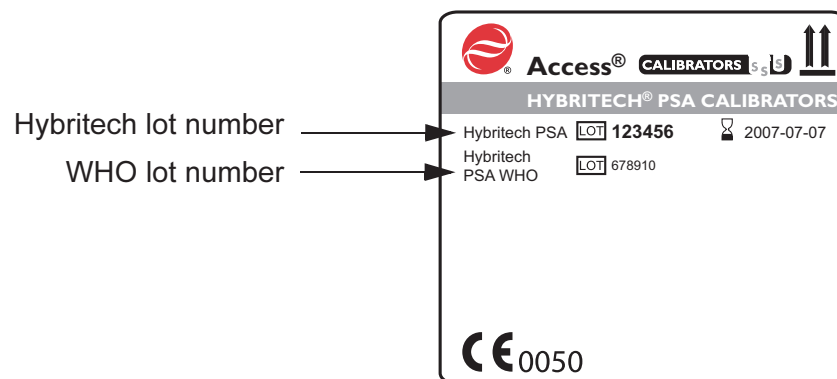 Access® CALIBRATORS S S S
HYBRITECH® PSA CALIBRATORS
Hybritech lot number
Hybritech PSA LOT 123456 2007-07-07
WHO lot number
Hybritech
PSA WHO
LOT 678910
CE 0050